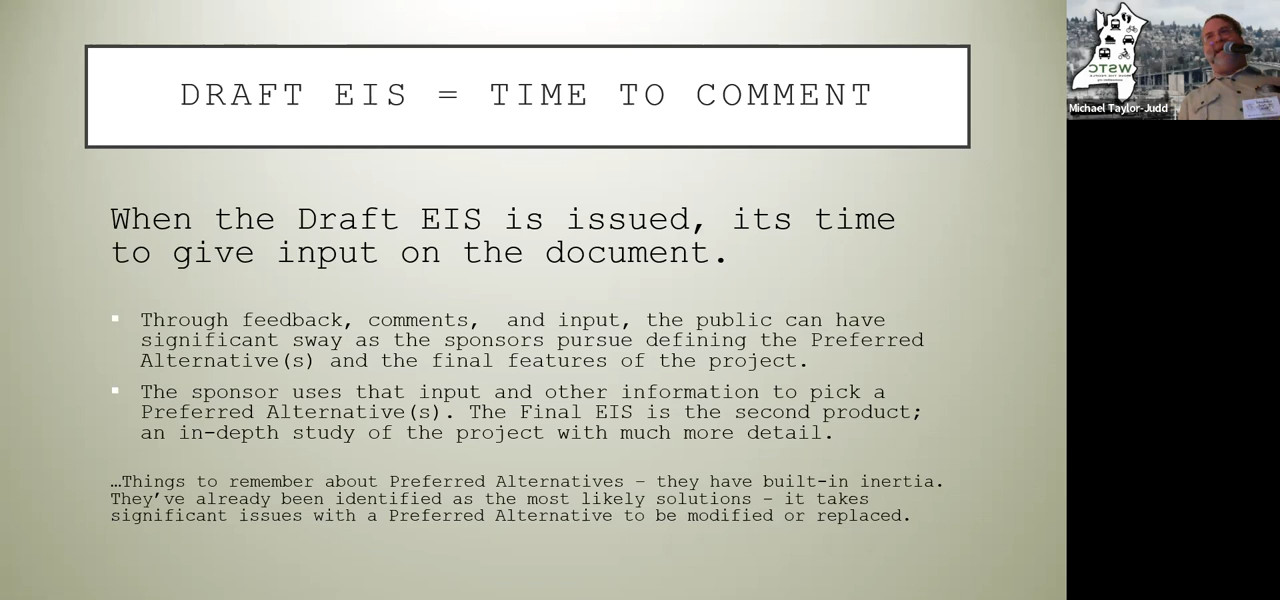 DRAFT EIS = TIME TO COMMENT
When the Draft EIS is issued, its time
to give input on the document.
▪ Through feedback, comments,  and input, the public can have
significant sway as the sponsors pursue defining the Preferred
Alternative(s) and the final features of the project.
▪ The sponsor uses that input and other information to pick a
Preferred Alternative(s). The Final EIS is the second product;
an in-depth study of the project with much more detail.
…Things to remember about Preferred Alternatives – they have built-in inertia.
They’ve already been identified as the most likely solutions – it takes
significant issues with a Preferred Alternative to be modified or replaced.
WSTC
Michael Taylor-Judd